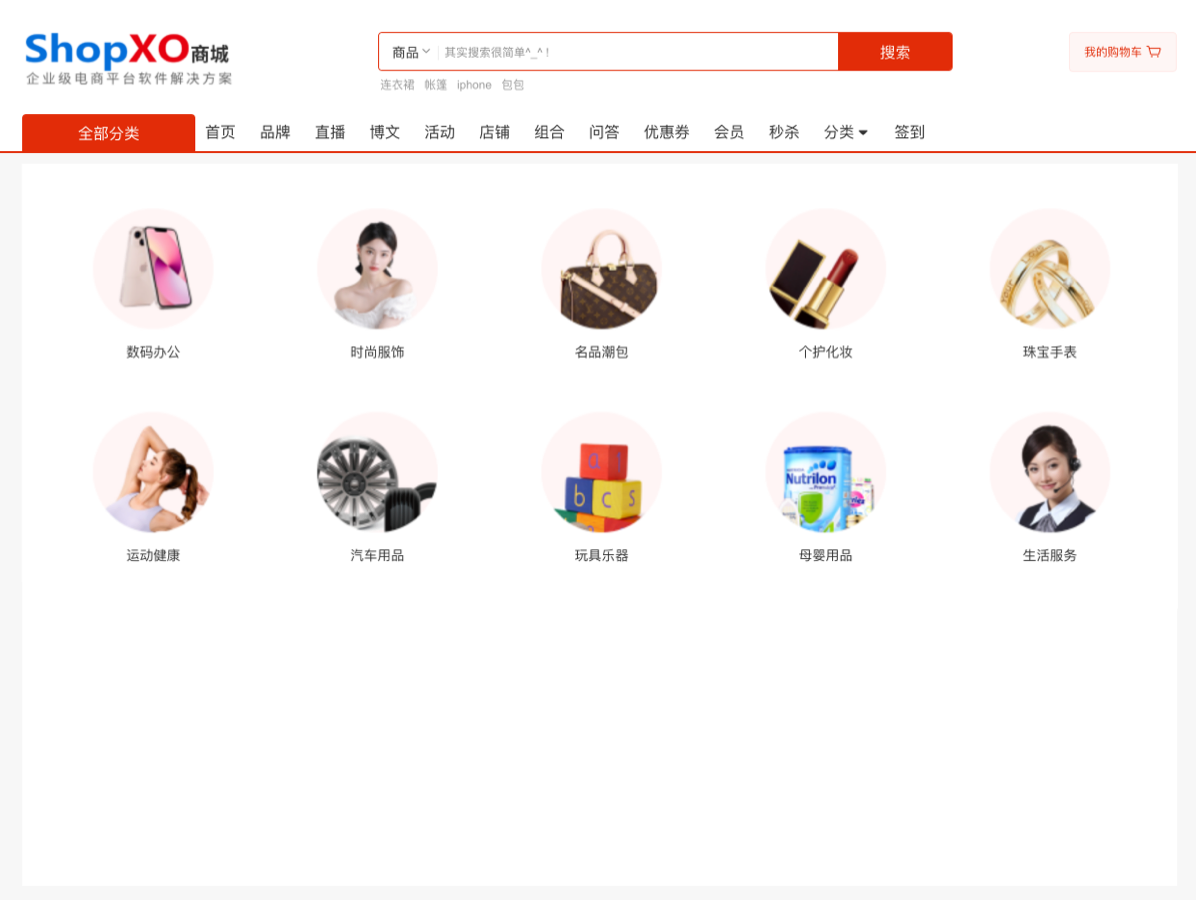 ShopXO商城
企业级电商平台软件解决方案
商品 其实搜索很简单^_^ !
搜索
我的购物车
连衣裙 帐篷 iphone 包包
全部分类 首页 品牌 直播 博文 活动 店铺 组合 问答 优惠券 会员 秒杀 分类 签到
数码办公 时尚服饰 名品潮包 个护化妆 珠宝手表
a
b c s
Nutrilon
运动健康 汽车用品 玩具乐器 母婴用品 生活服务